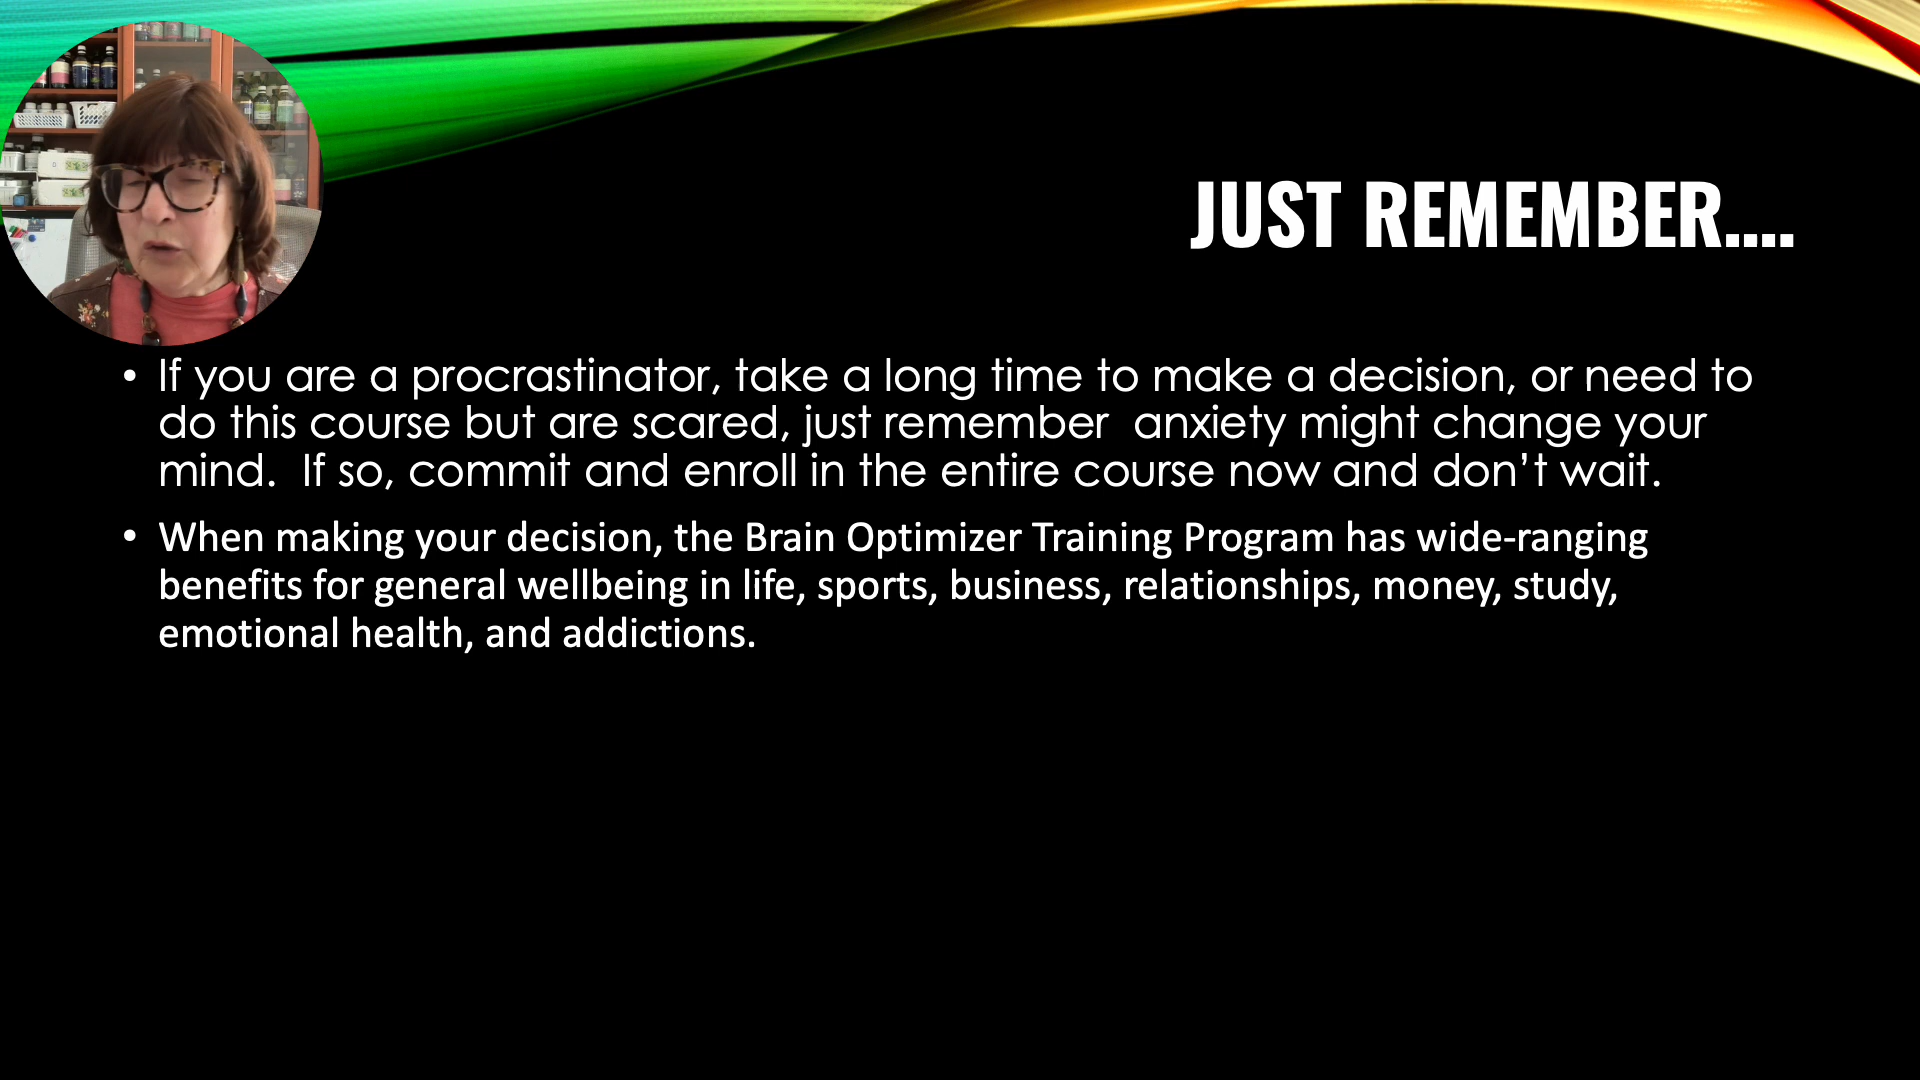 JUST REMEMBER....
• If you are a procrastinator, take a long time to make a decision, or need to
do this course but are scared, just remember  anxiety might change your
mind.  If so, commit and enroll in the entire course now and don’t wait.
• When making your decision, the Brain Optimizer Training Program has wide-ranging
benefits for general wellbeing in life, sports, business, relationships, money, study,
emotional health, and addictions.